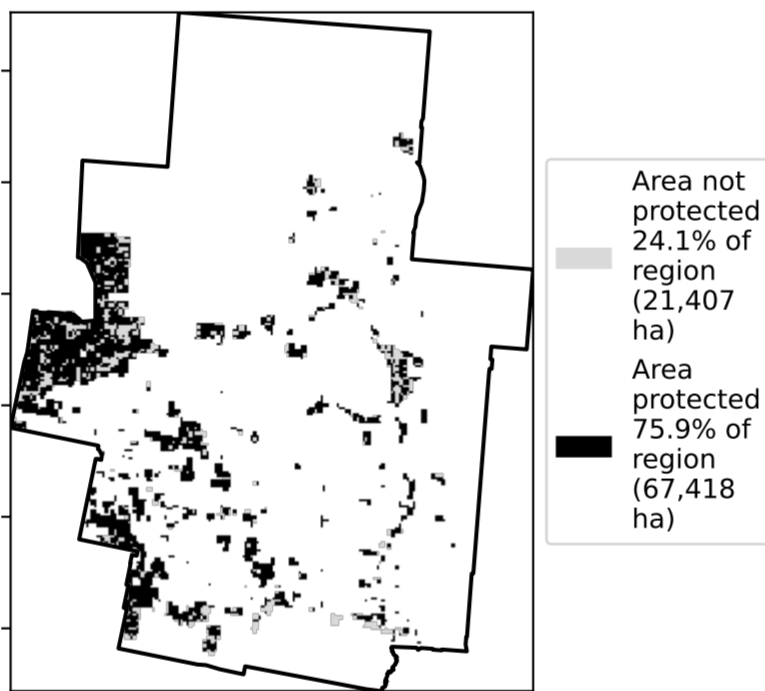 Area not
protected
24.1% of
region
(21,407
ha)
Area
protected
75.9% of
region
(67,418
ha)